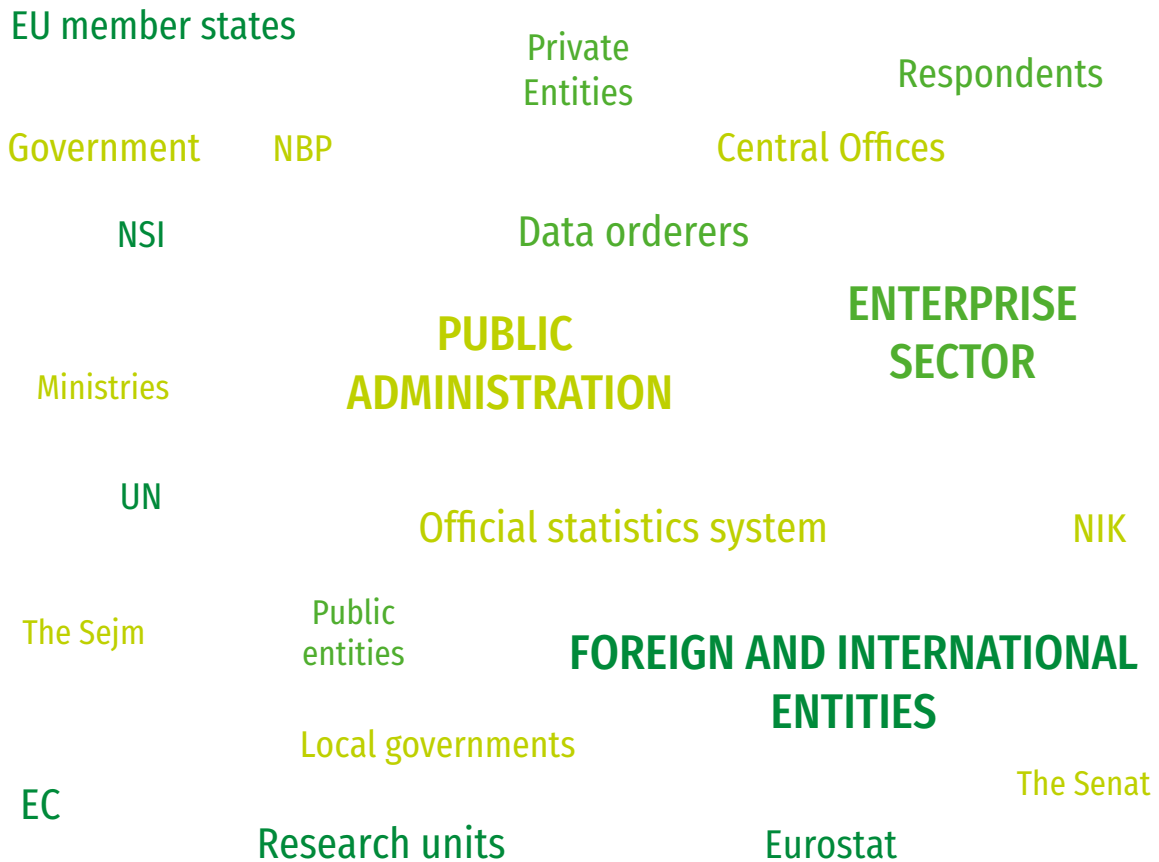 EU member states
Private
Entities
Respondents
Government
NBP
Central Offices
NSI
Data orderers
ENTERPRISE
SECTOR
PUBLIC
ADMINISTRATION
Ministries
UN
Official statistics system
NIK
Public
entities
The Sejm
FOREIGN AND INTERNATIONAL
ENTITIES
Local governments
The Senat
EC
Research units
Eurostat